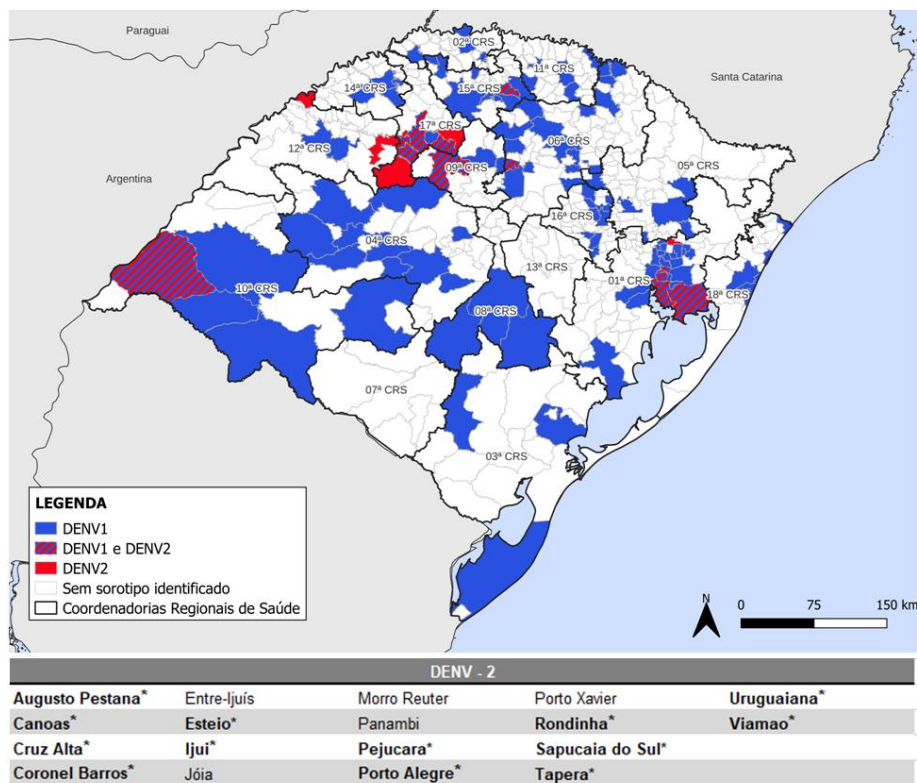 Paraguai
Santa Catarina
Argentina
02ª CRS
11ª CRS
14ª CRS
15ª CRS
17ª CRS
12ª CRS
06ª CRS
09ª CRS
05ª CRS
16ª CRS
04ª CRS
13ª CRS
01ª CRS
18ª CRS
10ª CRS
08ª CRS
07ª CRS
03ª CRS
LEGENDA
DENV1
DENV1 e DENV2
DENV2
Sem sorotipo identificado
Coordenadorias Regionais de Saúde
N
0 75 150 km
DENV - 2
Augusto Pestana* Entre-Ijuís Morro Reuter Porto Xavier Uruguaiana*
Canoas* Esteio* Panambi Rondinha* Viamao*
Cruz Alta* Ijui* Pejucara* Sapucaia do Sul*
Coronel Barros* Jóia Porto Alegre* Tapera*